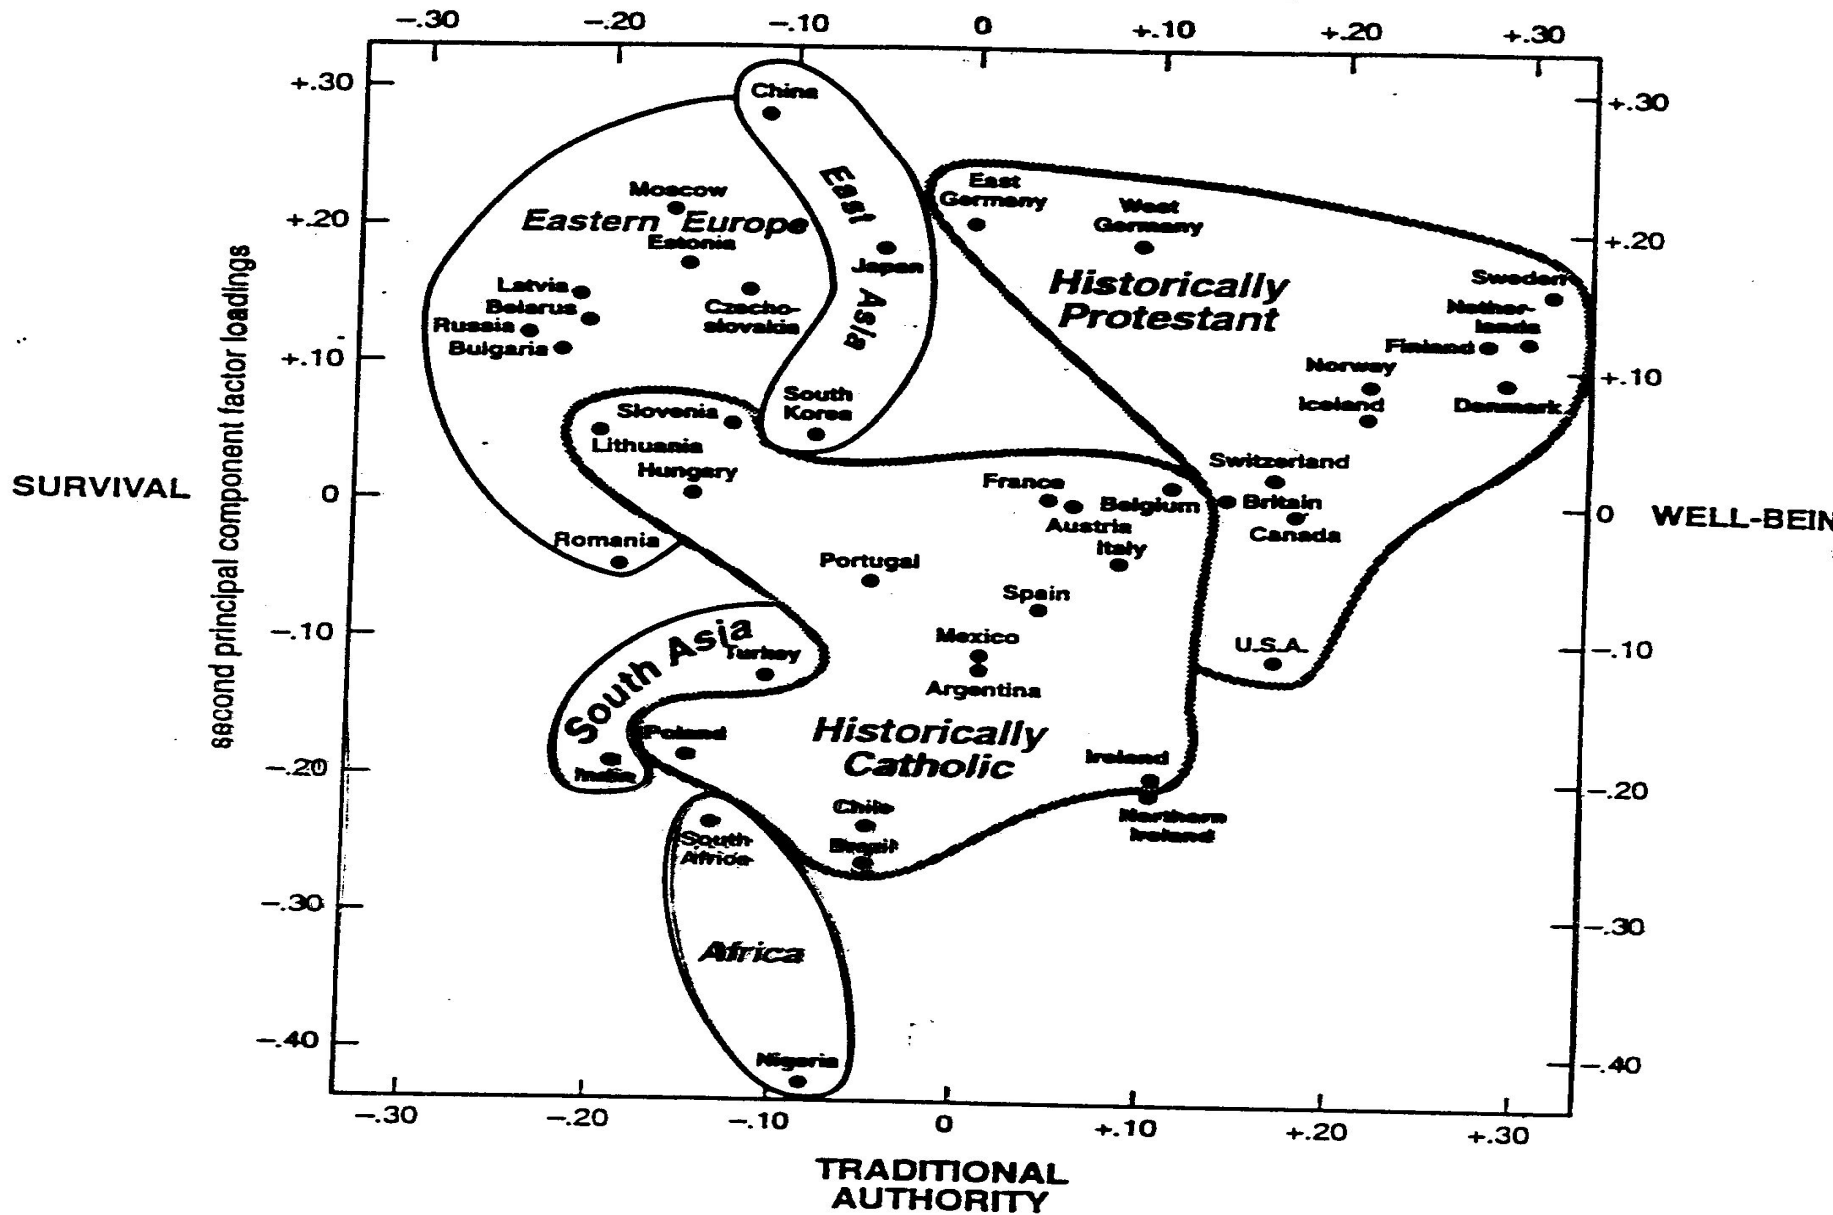 −.30 −.20 −.10 0 +.10 +.20 +.30
+.30
+.20
+.10
0
−.10
−.20
−.30
−.40
+.30
+.20
+.10
0
−.10
−.20
−.30
−.40
SURVIVAL
second principal component factor loadings
WELL-BEIN
China
East Asia
Moscow
Eastern Europe
Estonia
Japan
Latvia
Belarus
Russia
Bulgaria
Czecho-
slovakia
South
Korea
East
Germany
West
Germany
Historically
Protestant
Sweden
Nether-
lands
Finland
Norway
Iceland
Denmark
Switzerland
Britain
Canada
U.S.A.
Slovenia
Lithuania
Hungary
Romania
France
Belgium
Austria
Italy
Portugal
Spain
Mexico
Argentina
Historically
Catholic
South Asia
Turkey
Poland
India
Ireland
Northern
Ireland
Chile
Brazil
South
Africa
Africa
Nigeria
−.30 −.20 −.10 0 +.10 +.20 +.30
TRADITIONAL
AUTHORITY